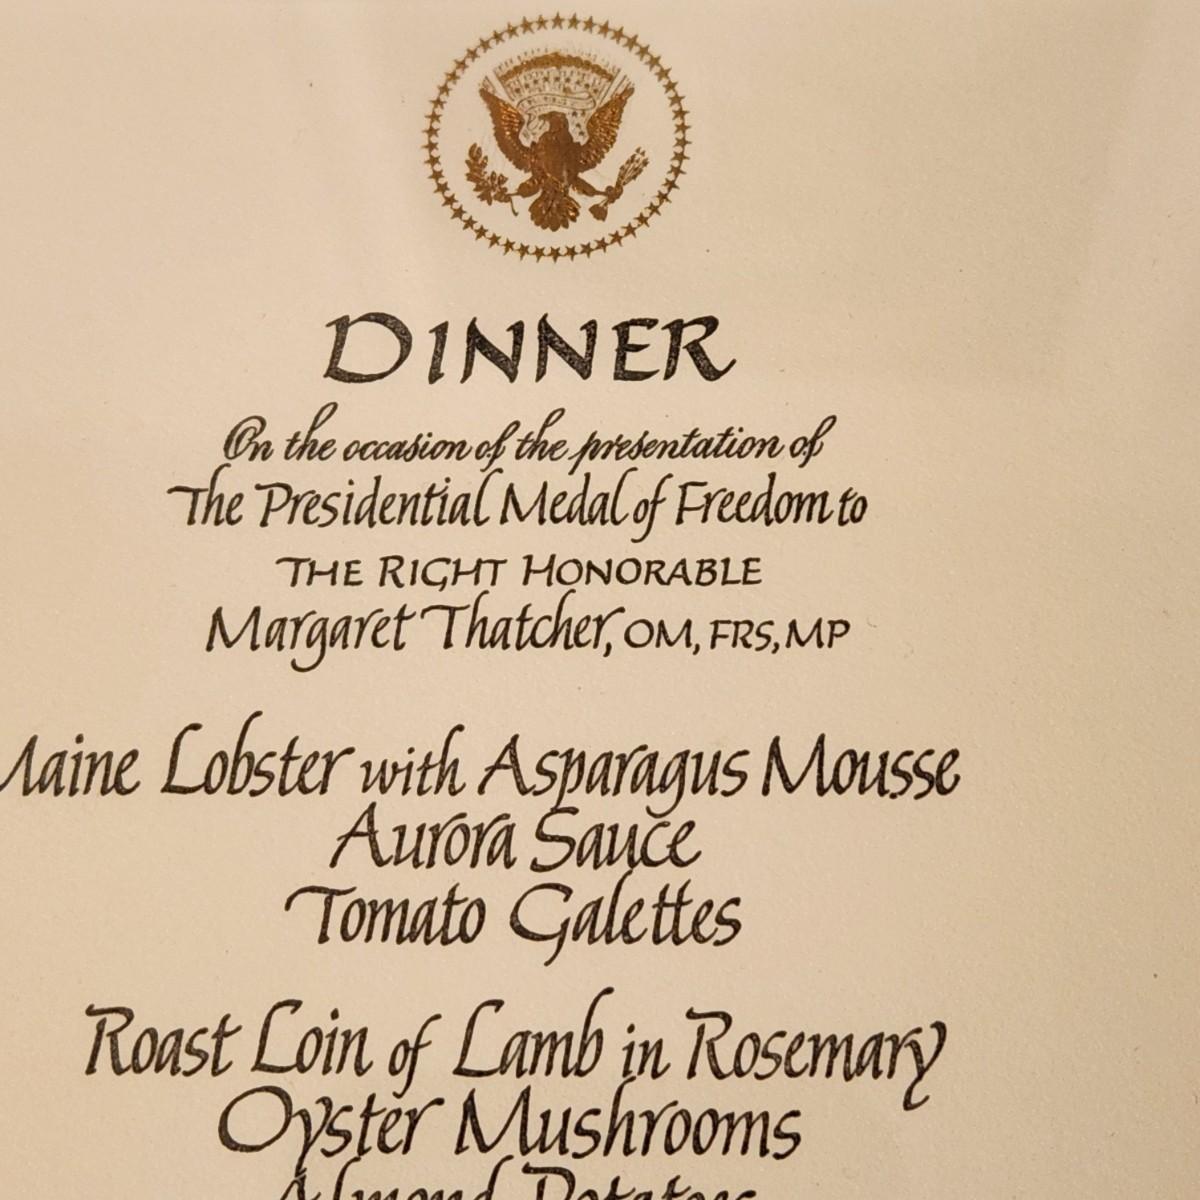 DINNER
On the occasion of the presentation of
The Presidential Medal of Freedom to
THE RIGHT HONORABLE
Margaret Thatcher, OM, FRS, MP
Maine Lobster with Asparagus Mousse
Aurora Sauce
Tomato Galettes
Roast Loin of Lamb in Rosemary
Oyster Mushrooms
Almond Potatoes